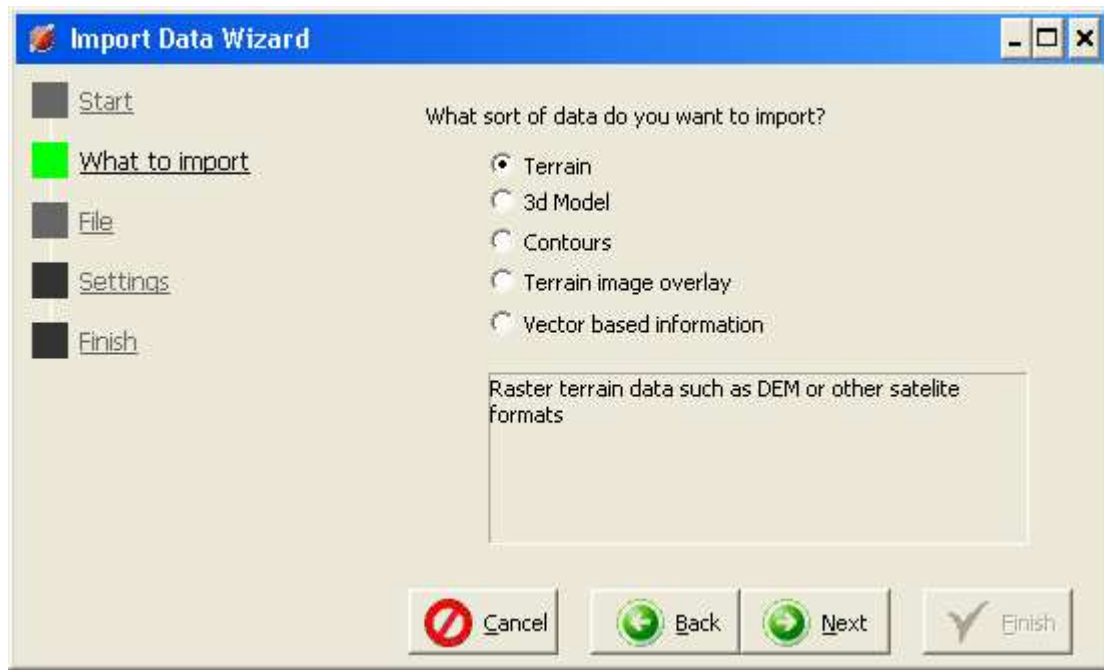 Import Data Wizard
Start
What to import
File
Settings
Finish
What sort of data do you want to import?
Terrain
3d Model
Contours
Terrain image overlay
Vector based information
Raster terrain data such as DEM or other satelite
formats
Cancel
Back
Next
Finish